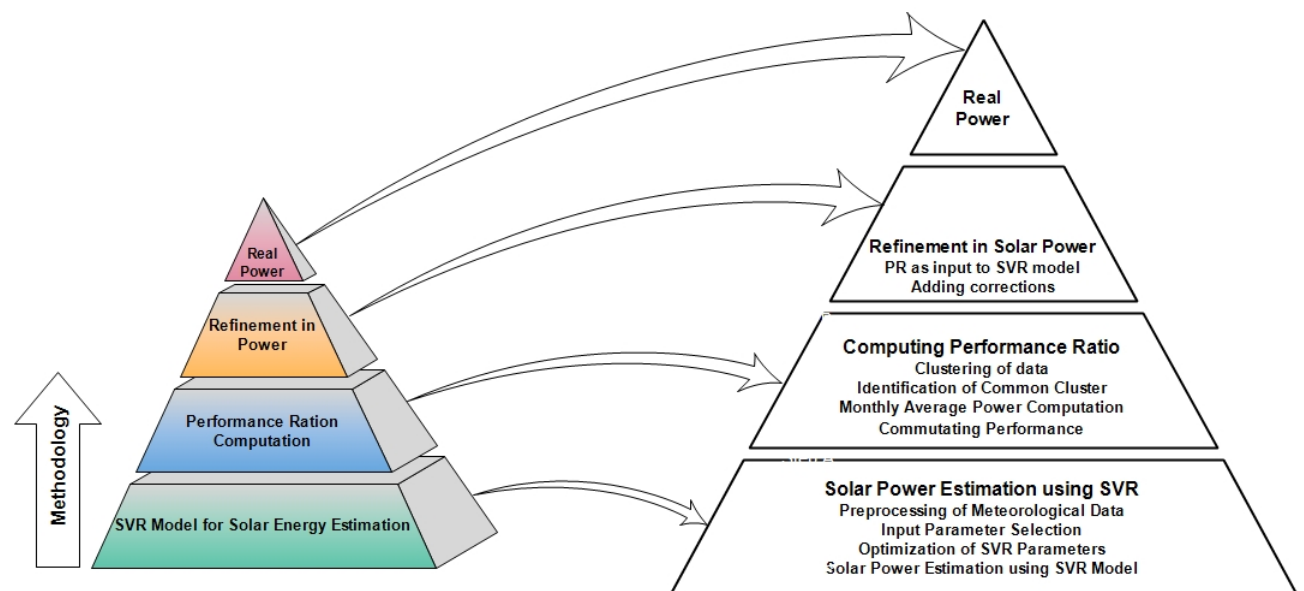 Real
Power
Refinement in
Power
Performance Ration
Computation
SVR Model for Solar Energy Estimation
Methodology
Real
Power
Refinement in Solar Power
PR as input to SVR model
Adding corrections
Computing Performance Ratio
Clustering of data
Identification of Common Cluster
Monthly Average Power Computation
Commutating Performance
Solar Power Estimation using SVR
Preprocessing of Meteorological Data
Input Parameter Selection
Optimization of SVR Parameters
Solar Power Estimation using SVR Model